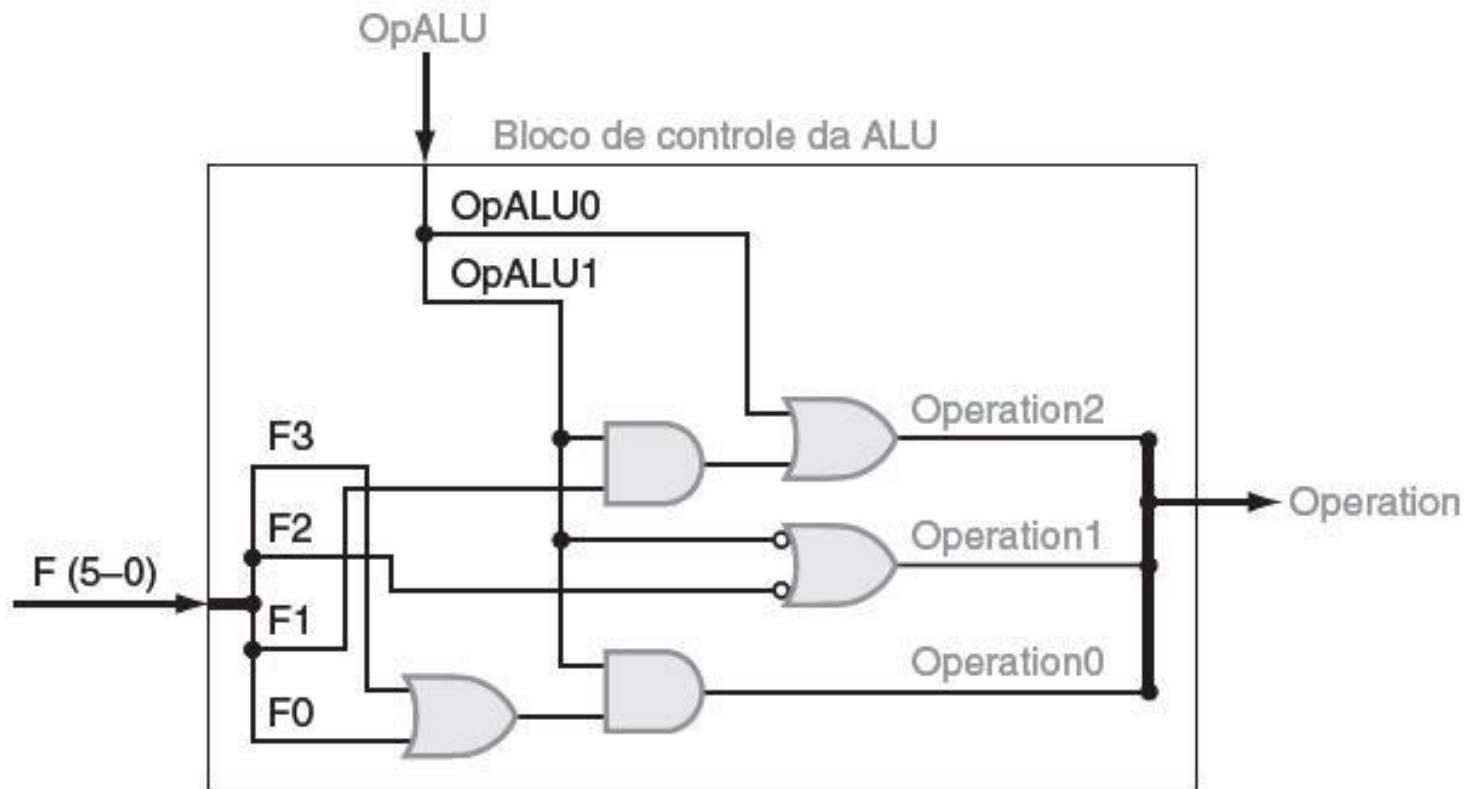 OpALU
Bloco de controle da ALU
OpALU0
OpALU1
Operation2
F3
F2
Operation1
Operation
F (5–0)
F1
Operation0
F0